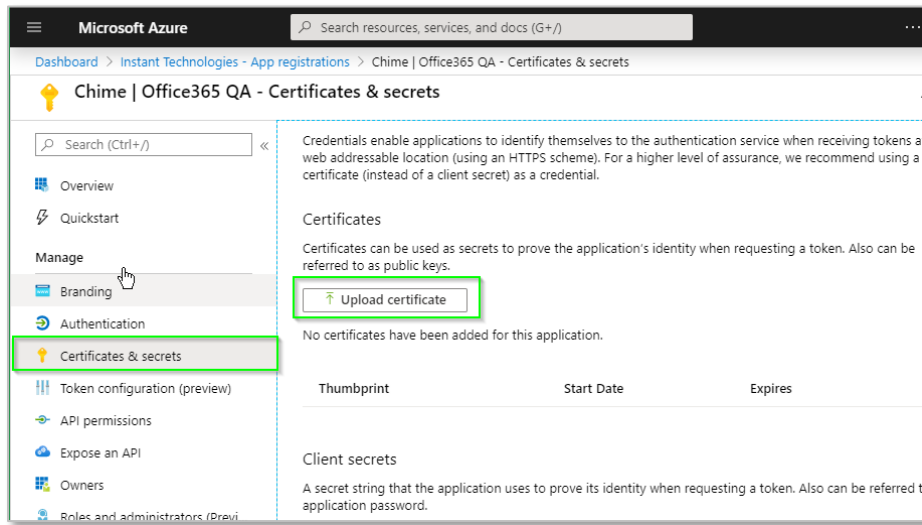 Microsoft Azure
Search resources, services, and docs (G+/)
...
Dashboard > Instant Technologies - App registrations > Chime | Office365 QA - Certificates & secrets
Chime | Office365 QA - Certificates & secrets
Search (Ctrl+/)
«
Overview
Quickstart
Manage
Branding
Authentication
Certificates & secrets
Token configuration (preview)
API permissions
Expose an API
Owners
Roles and administrators (Previ
Credentials enable applications to identify themselves to the authentication service when receiving tokens a
web addressable location (using an HTTPS scheme). For a higher level of assurance, we recommend using a
certificate (instead of a client secret) as a credential.
Certificates
Certificates can be used as secrets to prove the application's identity when requesting a token. Also can be
referred to as public keys.
Upload certificate
No certificates have been added for this application.
Thumbprint Start Date Expires
Client secrets
A secret string that the application uses to prove its identity when requesting a token. Also can be referred t
application password.